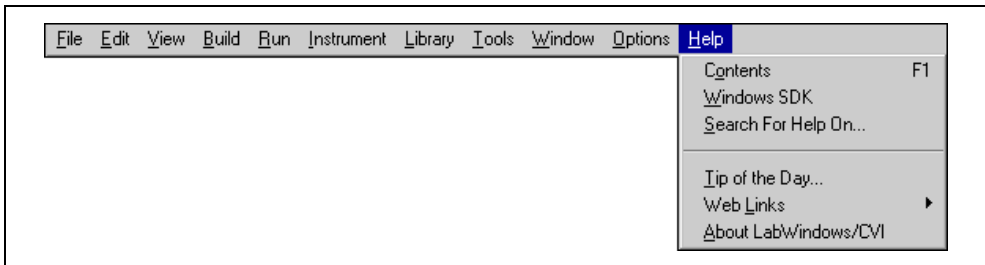 File Edit View Build Run Instrument Library Tools Window Options Help
Contents F1
Windows SDK
Search For Help On...
Tip of the Day...
Web Links
About LabWindows/CVI